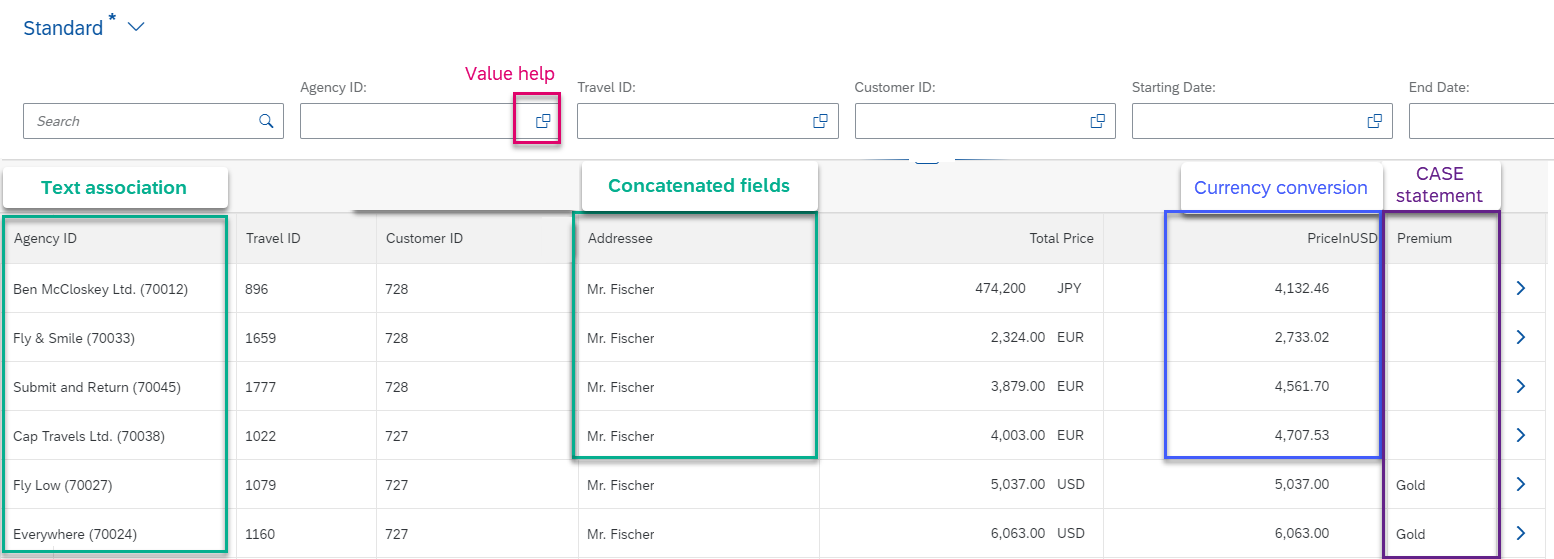 Standard *
Value help
Agency ID: Travel ID: Customer ID: Starting Date: End Date:
Search
Text association Concatenated fields Currency conversion CASE statement
Agency ID Travel ID Customer ID Addressee Total Price PriceInUSD Premium
Ben McCloskey Ltd. (70012) 896 728 Mr. Fischer 474,200 JPY 4,132.46
Fly & Smile (70033) 1659 728 Mr. Fischer 2,324.00 EUR 2,733.02
Submit and Return (70045) 1777 728 Mr. Fischer 3,879.00 EUR 4,561.70
Cap Travels Ltd. (70038) 1022 727 Mr. Fischer 4,003.00 EUR 4,707.53
Fly Low (70027) 1079 727 Mr. Fischer 5,037.00 USD 5,037.00 Gold
Everywhere (70024) 1160 727 Mr. Fischer 6,063.00 USD 6,063.00 Gold